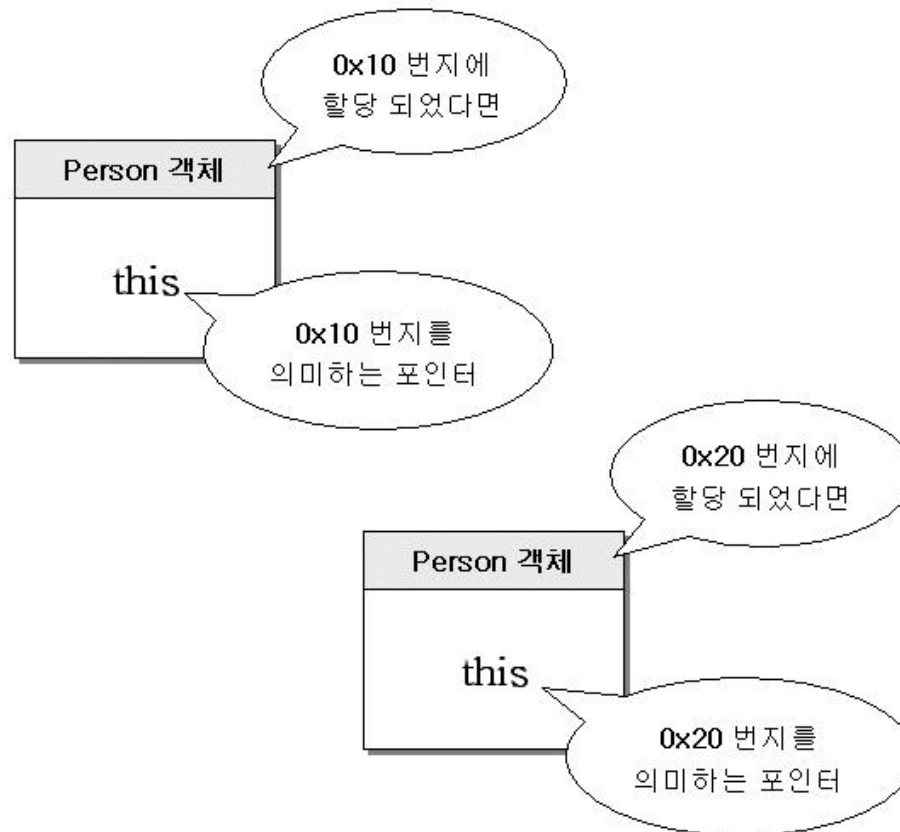 0x10 번지에
할당 되었다면
Person 객체
this
0x10 번지를
의미하는 포인터
0x20 번지에
할당 되었다면
Person 객체
this
0x20 번지를
의미하는 포인터